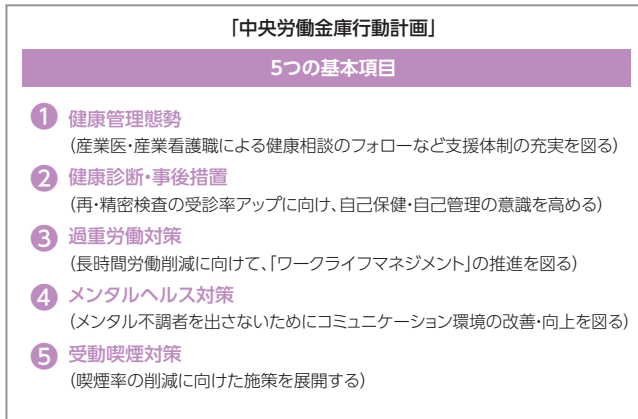 「中央労働金庫行動計画」
5つの基本項目
1 健康管理態勢
(産業医・産業看護職による健康相談のフォローなど支援体制の充実を図る)
2 健康診断・事後措置
(再・精密検査の受診率アップに向け、自己保健・自己管理の意識を高める)
3 過重労働対策
(長時間労働削減に向けて、「ワークライフマネジメント」の推進を図る)
4 メンタルヘルス対策
(メンタル不調者を出さないためにコミュニケーション環境の改善・向上を図る)
5 受動喫煙対策
(喫煙率の削減に向けた施策を展開する)